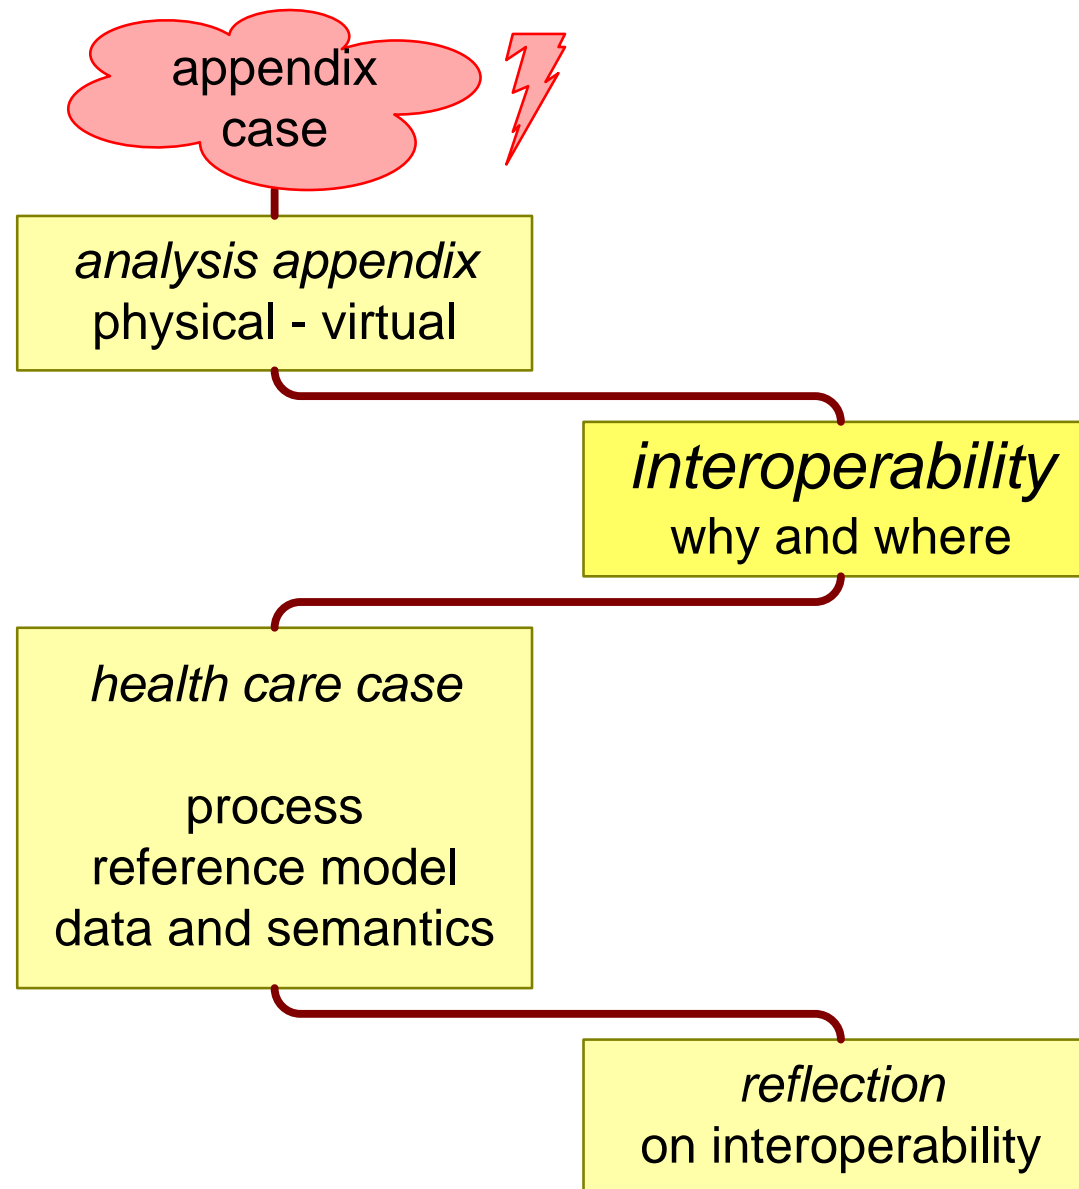 appendix
case
analysis appendix
physical - virtual
interoperability
why and where
health care case
process
reference model
data and semantics
reflection
on interoperability